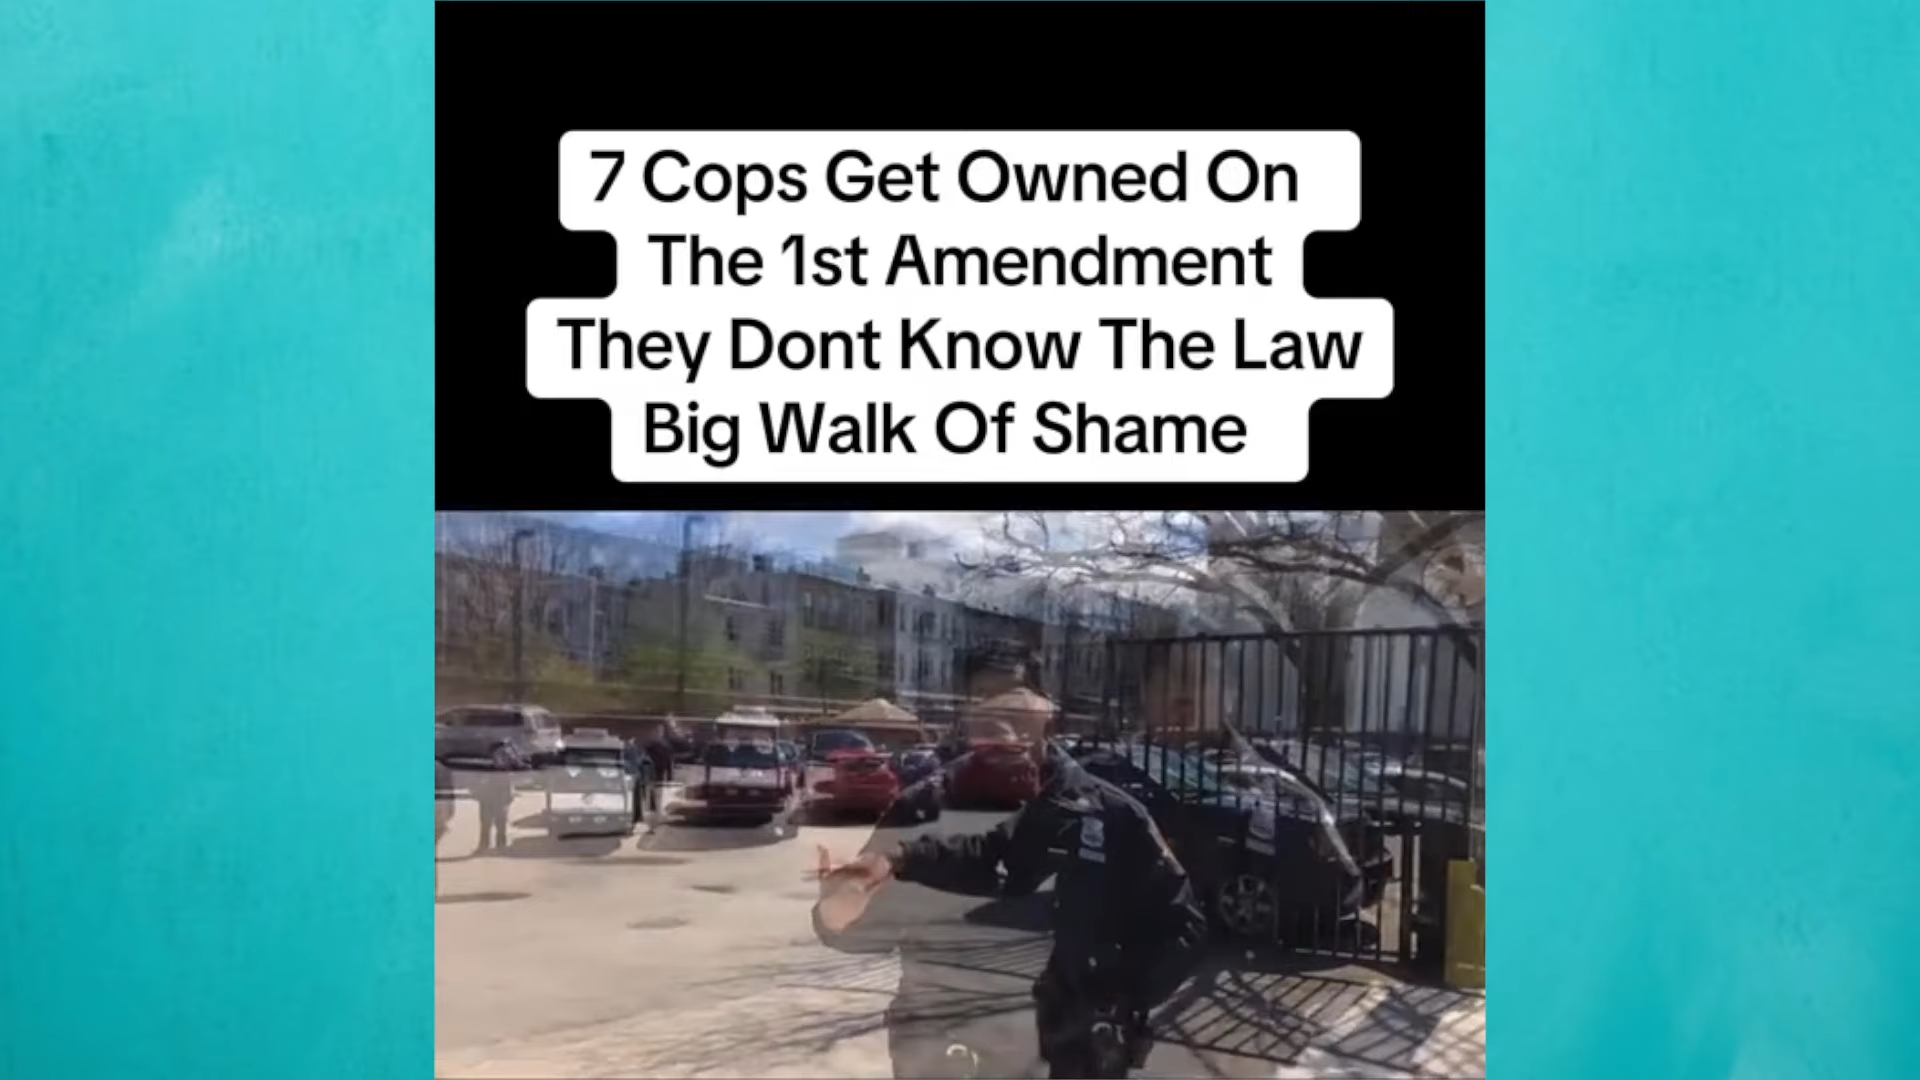 7 Cops Get Owned On
The 1st Amendment
They Dont Know The Law
Big Walk Of Shame